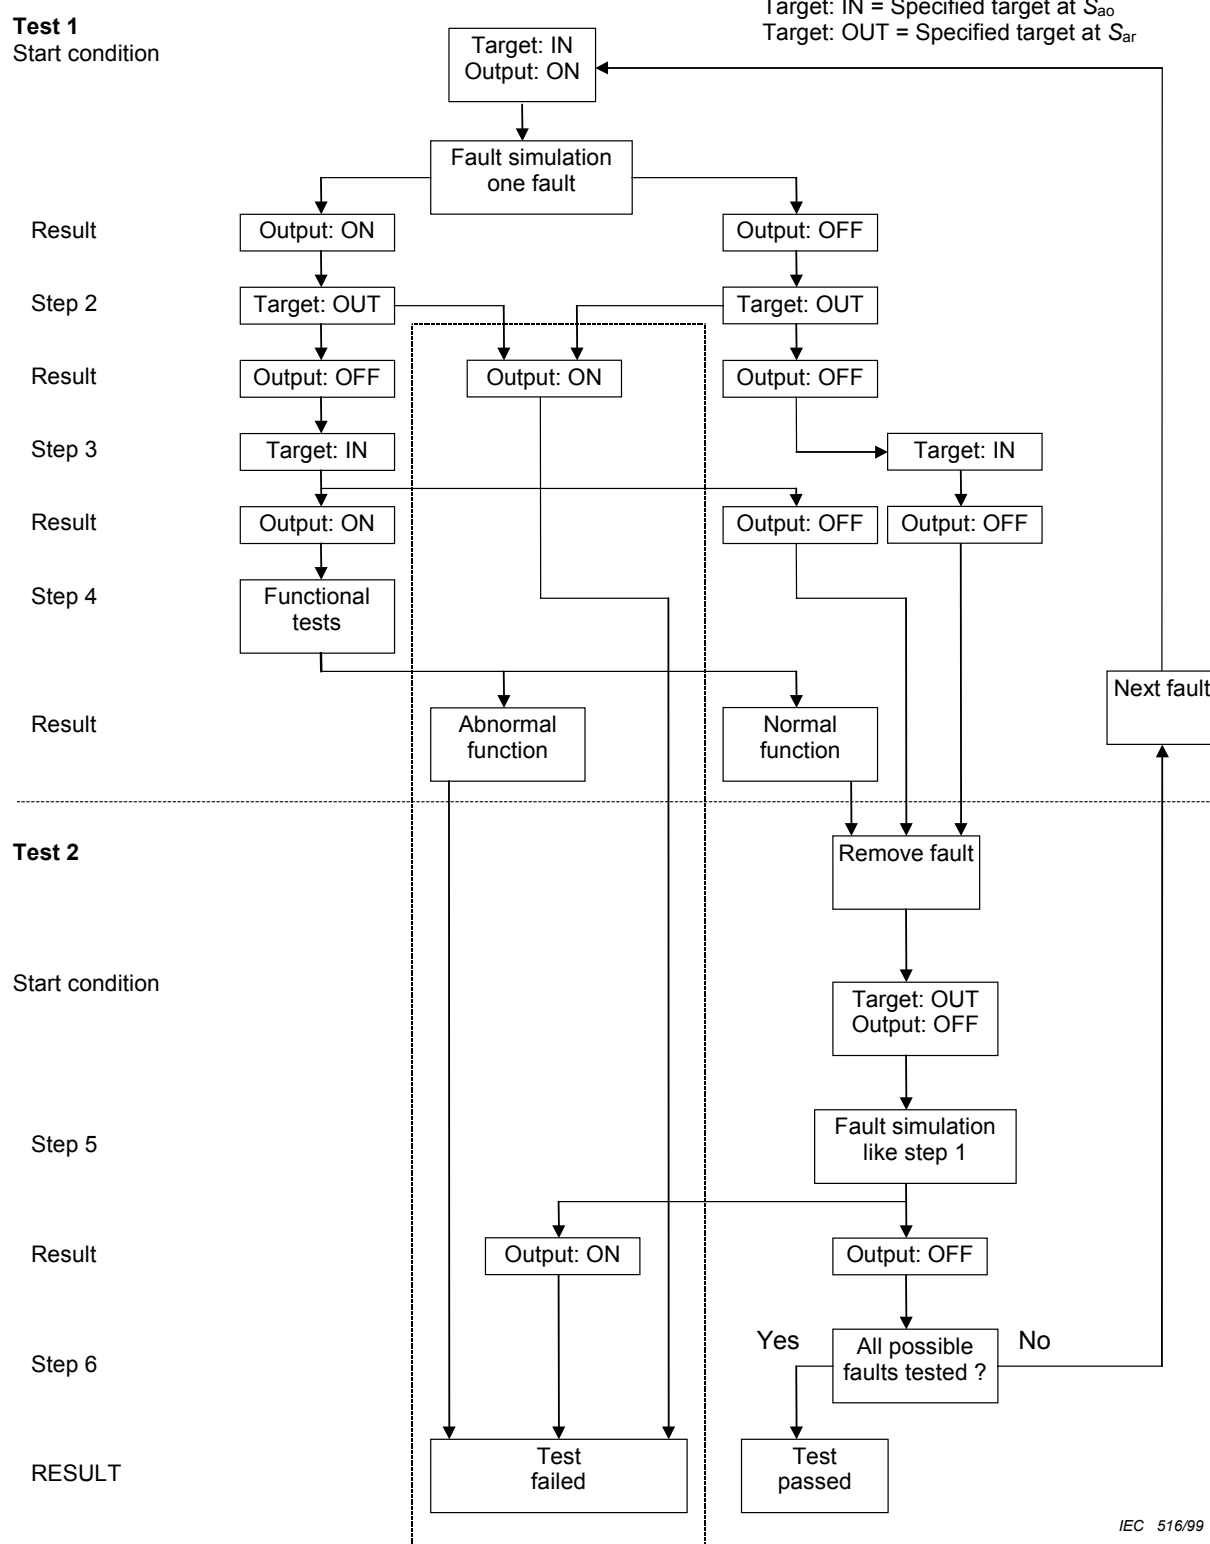 Target: IN = Specified target at Sao
Test 1
Target: OUT = Specified target at Sar
Start condition
Target: IN
Output: ON
Fault simulation
one fault
Result
Output: ON
Output: OFF
Step 2
Target: OUT
Target: OUT
Result
Output: OFF
Output: ON
Output: OFF
Step 3
Target: IN
Target: IN
Result
Output: ON
Output: OFF
Output: OFF
Step 4
Functional
tests
Next fault
Result
Abnormal
function
Normal
function
Test 2
Remove fault
Start condition
Target: OUT
Output: OFF
Step 5
Fault simulation
like step 1
Result
Output: ON
Output: OFF
Step 6
Yes
All possible
faults tested ?
No
RESULT
Test
failed
Test
passed
IEC 516/99